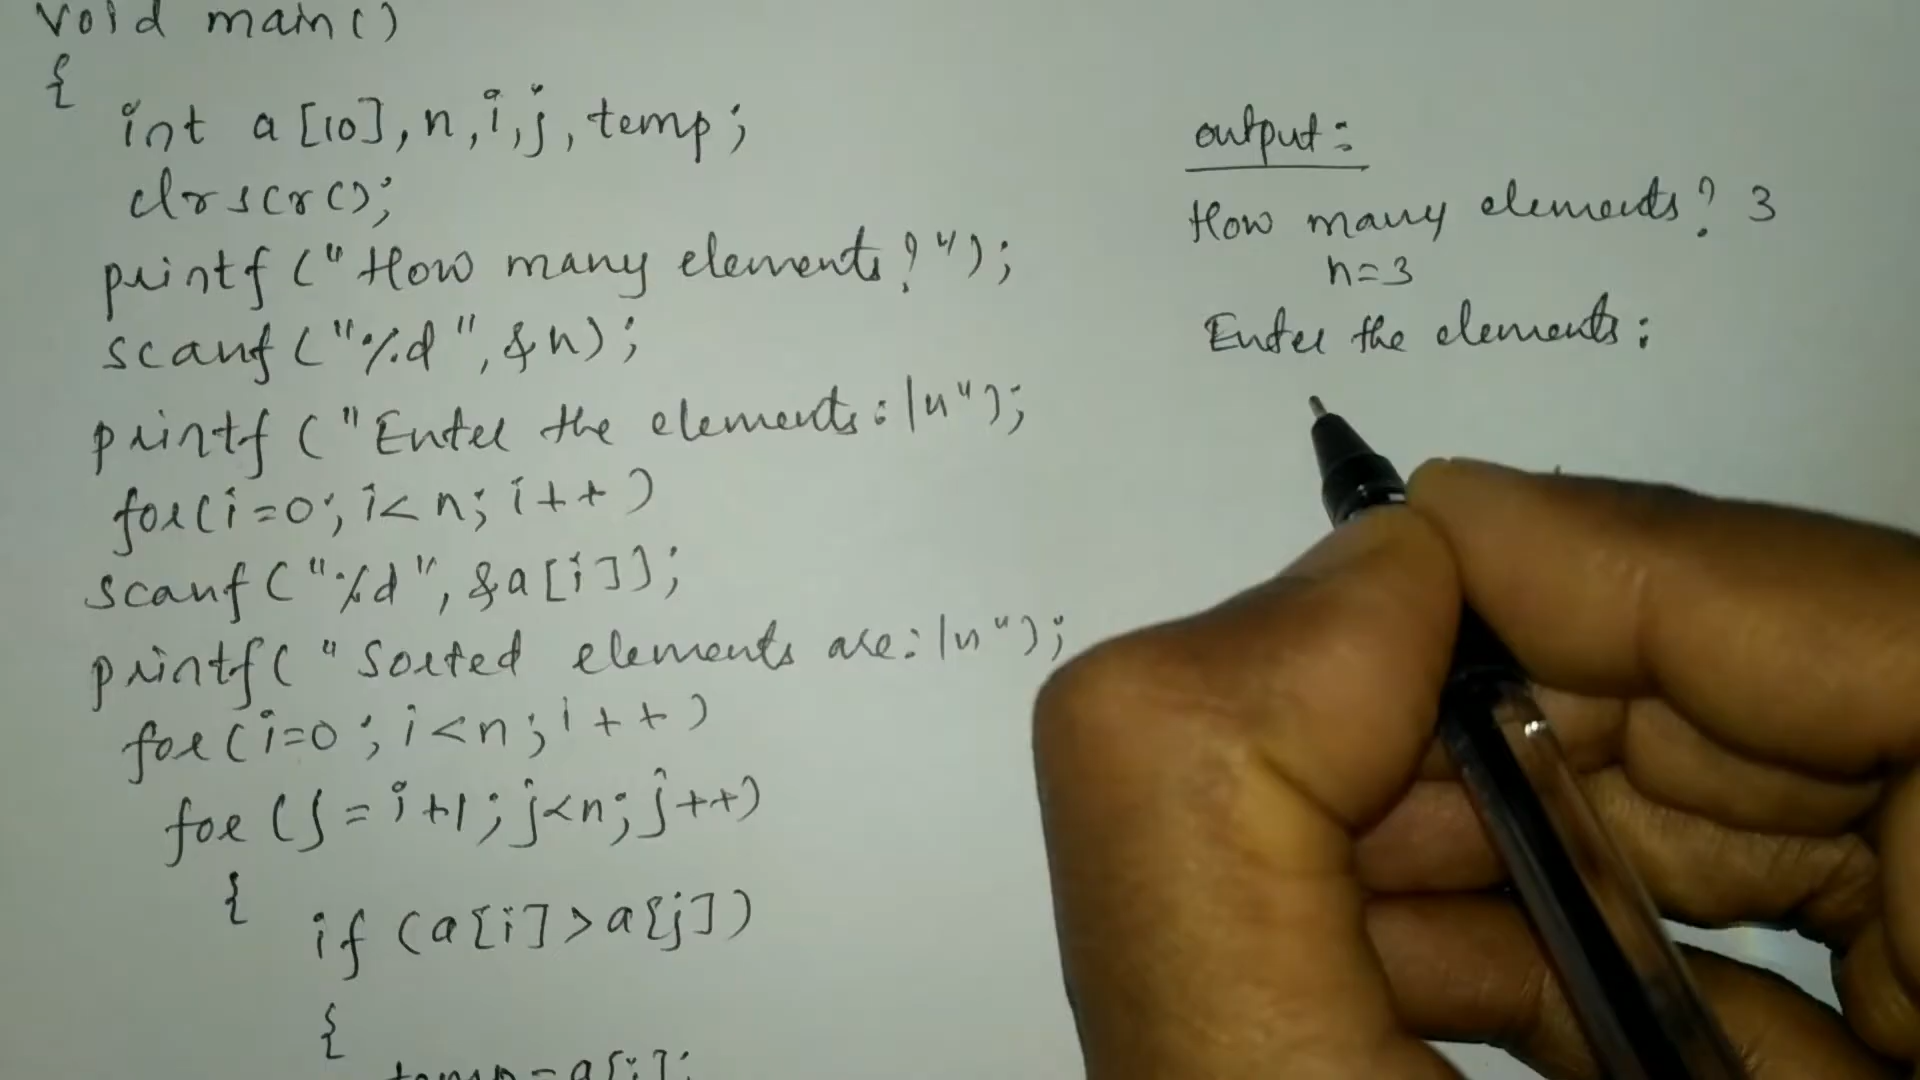 void main()
{
int a[10], n, i, j, temp;
clrscr();
printf("How many elements?");
scanf("%d", &n);
printf("Enter the elements:\n");
for(i=0; i<n; i++)
scanf("%d", &a[i]);
printf("Sorted elements are:\n");
for(i=0; i<n; i++)
for(j=i+1; j<n; j++)
{
if (a[i]>a[j])
{
temp=a[i];
output:
How many elements? 3
n=3
Enter the elements: